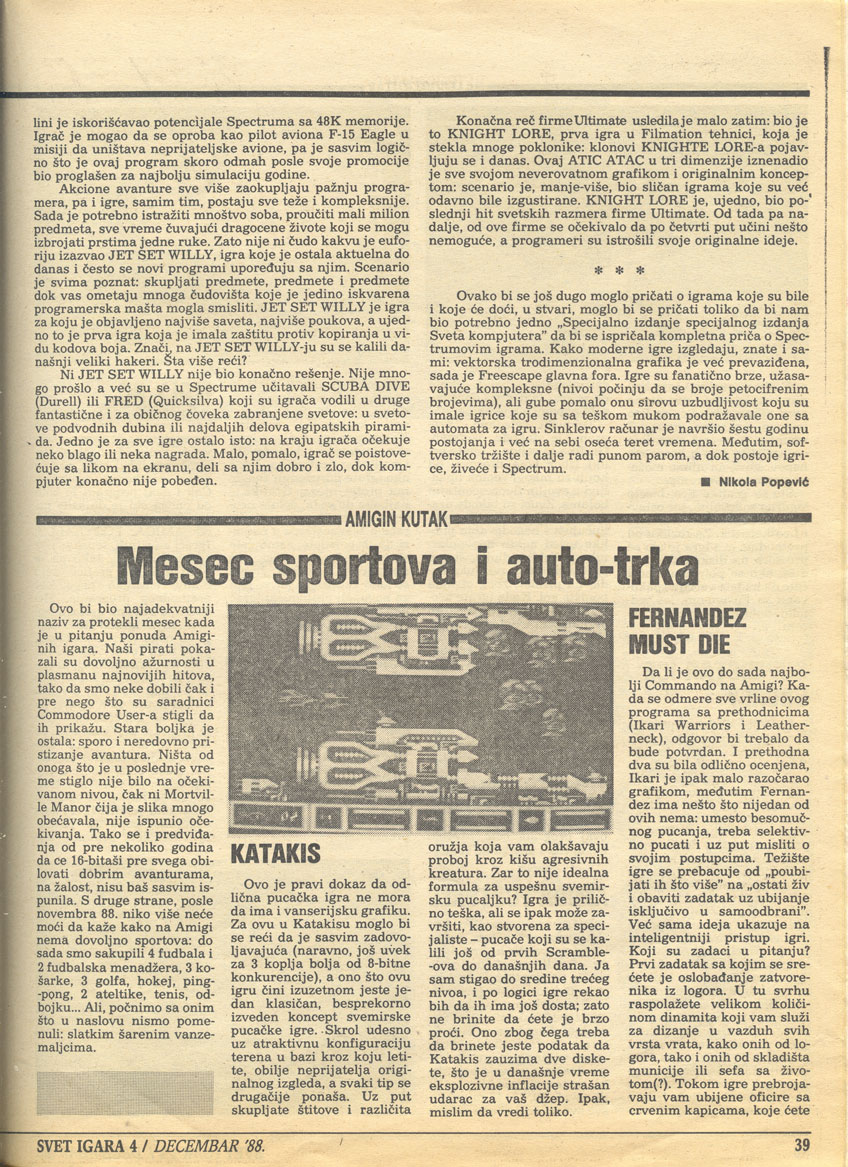 lini je iskorišćavao potencijale Spectruma sa 48K memorije.
Igrač je mogao da se oproba kao pilot aviona F-15 Eagle u
misiji da uništava neprijateljske avione, pa je sasvim logič-
no što je ovaj program skoro odmah posle svoje promocije
bio proglašen za najbolju simulaciju godine.
Akcione avanture sve više zaokupljaju pažnju progra-
mera, pa i igre, samim tim, postaju sve teže i kompleksnije.
Sada je potrebno istražiti mnoštvo soba, proučiti mali milion
predmeta, sve vreme čuvajući dragocene živote koji se mogu
izbrojati prstima jedne ruke. Zato nije ni čudo kakvu je eufo-
riju izazvao JET SET WILLY, igra koja je ostala aktuelna do
danas i često se novi programi upoređuju sa njim. Scenario
je svima poznat: skupljati predmete, predmete i predmete
dok vas ometaju mnoga čudovišta koje je jedino iskvarena
programerska mašta mogla smisliti. JET SET WILLY je igra
za koju je objavljeno najviše saveta, najviše poukova, a ujed-
no to je prva igra koja je imala zaštitu protiv kopiranja u vi-
du kodova boja. Znači, na JET SET WILLY-ju su se kalili da-
našnji veliki hakeri. Šta više reći?
Ni JET SET WILLY nije bio konačno rešenje. Nije mno-
go prošlo a već su se u Spectrume učitavali SCUBA DIVE
(Durell) ili FRED (Quicksilva) koji su igrača vodili u druge
fantastične i za običnog čoveka zabranjene svetove: u sveto-
ve podvodnih dubina ili najdaljih delova egipatskih pirami-
da. Jedno je za sve igre ostalo isto: na kraju igrača očekuje
neko blago ili neka nagrada. Malo, pomalo, igrač se poistove-
ćuje sa likom na ekranu, deli sa njim dobro i zlo, dok kom-
pjuter konačno nije pobeđen.
Konačna reč firme Ultimate usledila je malo zatim: bio je
to KNIGHT LORE, prva igra u Filmation tehnici, koja je
stekla mnoge poklonike: klonovi KNIGHTE LORE-a pojav-
ljuju se i danas. Ovaj ATIC ATAC u tri dimenzije iznenadio
je sve svojom neverovatnom grafikom i originalnim koncep-
tom: scenario je, manje-više, bio sličan igrama koje su već
odavno bile izgustirane. KNIGHT LORE je, ujedno, bio po-
slednji hit svetskih razmera firme Ultimate. Od tada pa na-
dalje, od ove firme se očekivalo da po četvrti put učini nešto
nemoguće, a programeri su istrošili svoje originalne ideje.
* * *
Ovako bi se još dugo moglo pričati o igrama koje su bile
i koje će doći, u stvari, moglo bi se pričati toliko da bi nam
bio potrebno jedno „Specijalno izdanje specijalnog izdanja
Sveta kompjutera" da bi se ispričala kompletna priča o Spec-
trumovim igrama. Kako moderne igre izgledaju, znate i sa-
mi: vektorska trodimenzionalna grafika je već prevaziđena,
sada je Freescape glavna fora. Igre su fanatično brze, užasa-
vajuće kompleksne (nivoi počinju da se broje petocifrenim
brojevima), ali gube pomalo onu sirovu uzbudljivost koju su
imale igrice koje su sa teškom mukom podražavale one sa
automata za igru. Sinklerov računar je navršio šestu godinu
postojanja i već na sebi oseća teret vremena. Međutim, sof-
tversko tržište i dalje radi punom parom, a dok postoje igri-
ce, živeće i Spectrum.
■ Nikola Popević
AMIGIN KUTAK
Mesec sportova i auto-trka
Ovo bi bio najadekvatniji
naziv za protekli mesec kada
je u pitanju ponuda Amigi-
nih igara. Naši pirati poka-
zali su dovoljno ažurnosti u
plasmanu najnovijih hitova,
tako da smo neke dobili čak i
pre nego što su saradnici
Commodore User-a stigli da
ih prikažu. Stara boljka je
ostala: sporo i neredovno pri-
stizanje avantura. Ništa od
onoga što je u poslednje vre-
me stiglo nije bilo na očeki-
vanom nivou, čak ni Mortvil-
le Manor čija je slika mnogo
obećavala, nije ispunio oče-
kivanja. Tako se i predviđa-
nja od pre nekoliko godina
da ce 16-bitaši pre svega obi-
lovati dobrim avanturama,
na žalost, nisu baš sasvim is-
punila. S druge strane, posle
novembra 88. niko više neće
moći da kaže kako na Amigi
nema dovoljno sportova: do
sada smo sakupili 4 fudbala i
2 fudbalska menadžera, 3 ko-
šarke, 3 golfa, hokej, ping-
-pong, 2 ateltike, tenis, od-
bojku... Ali, počnimo sa onim
što u naslovu nismo pome-
nuli: slatkim šarenim vanze-
maljcima.
KATAKIS
Ovo je pravi dokaz da od-
lična pucačka igra ne mora
da ima i vanserijsku grafiku.
Za ovu u Katakisu moglo bi
se reći da je sasvim zadovo-
ljavajuća (naravno, još uvek
za 3 koplja bolja od 8-bitne
konkurencije), a ono što ovu
igru čini izuzetnom jeste je-
dan klasičan, besprekorno
izveden koncept svemirske
pucačke igre. Skrol udesno
uz atraktivnu konfiguraciju
terena u bazi kroz koju leti-
te, obilje neprijatelja origi-
nalnog izgleda, a svaki tip se
drugačije ponaša. Uz put
skupljate štitove i različita
oružja koja vam olakšavaju
proboj kroz kišu agresivnih
kreatura. Zar to nije idealna
formula za uspešnu svemir-
sku pucaljku? Igra je prilič-
no teška, ali se ipak može za-
vršiti, kao stvorena za speci-
jaliste – pucače koji su se ka-
lili još od prvih Scramble-
-ova do današnjih dana. Ja
sam stigao do sredine trećeg
nivoa, i po logici igre rekao
bih da ih ima još dosta; zato
ne brinite da ćete je brzo
proći. Ono zbog čega treba
da brinete jeste podatak da
Katakis zauzima dve diske-
te, što je u današnje vreme
eksplozivne inflacije strašan
udarac za vaš džep. Ipak,
mislim da vredi toliko.
FERNANDEZ
MUST DIE
Da li je ovo do sada najbo-
lji Commando na Amigi? Ka-
da se odmere sve vrline ovog
programa sa prethodnicima
(Ikari Warriors i Leather-
neck), odgovor bi trebalo da
bude potvrdan. I prethodna
dva su bila odlično ocenjena,
Ikari je ipak malo razočarao
grafikom, međutim Fernan-
dez ima nešto što nijedan od
ovih nema: umesto besomuč-
nog pucanja, treba selektiv-
no pucati i uz put misliti o
svojim postupcima. Težište
igre se prebacuje od „poubi-
jati ih što više" na „ostati živ
i obaviti zadatak uz ubijanje
isključivo u samoodbrani".
Već sama ideja ukazuje na
inteligentniji pristup igri.
Koji su zadaci u pitanju?
Prvi zadatak sa kojim se sre-
ćete je oslobađanje zatvore-
nika iz logora. U tu svrhu
raspolažete velikom količi-
nom dinamita koji vam služi
za dizanje u vazduh svih
vrsta vrata, kako onih od lo-
gora, tako i onih od skladišta
municije ili sefa sa živo-
tom(?). Tokom igre prebroja-
vaju vam ubijene oficire sa
crvenim kapicama, koje ćete
SVET IGARA 4 / DECEMBAR '88.
39